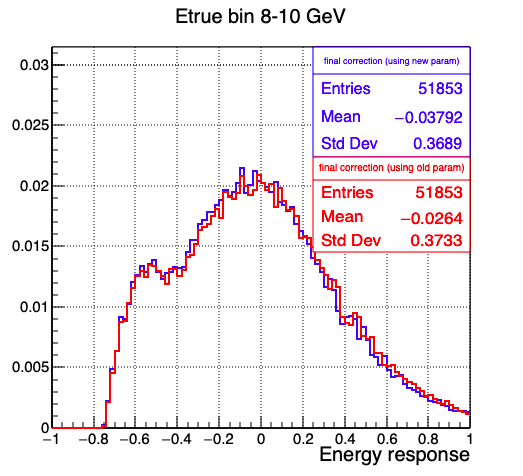 Etrue bin 8-10 GeV
final correction (using new param)
Entries 51853
Mean −0.03792
Std Dev 0.3689
final correction (using old param)
Entries 51853
Mean −0.0264
Std Dev 0.3733
0.03
0.025
0.02
0.015
0.01
0.005
0
−1 −0.8 −0.6 −0.4 −0.2 0 0.2 0.4 0.6 0.8 1
Energy response